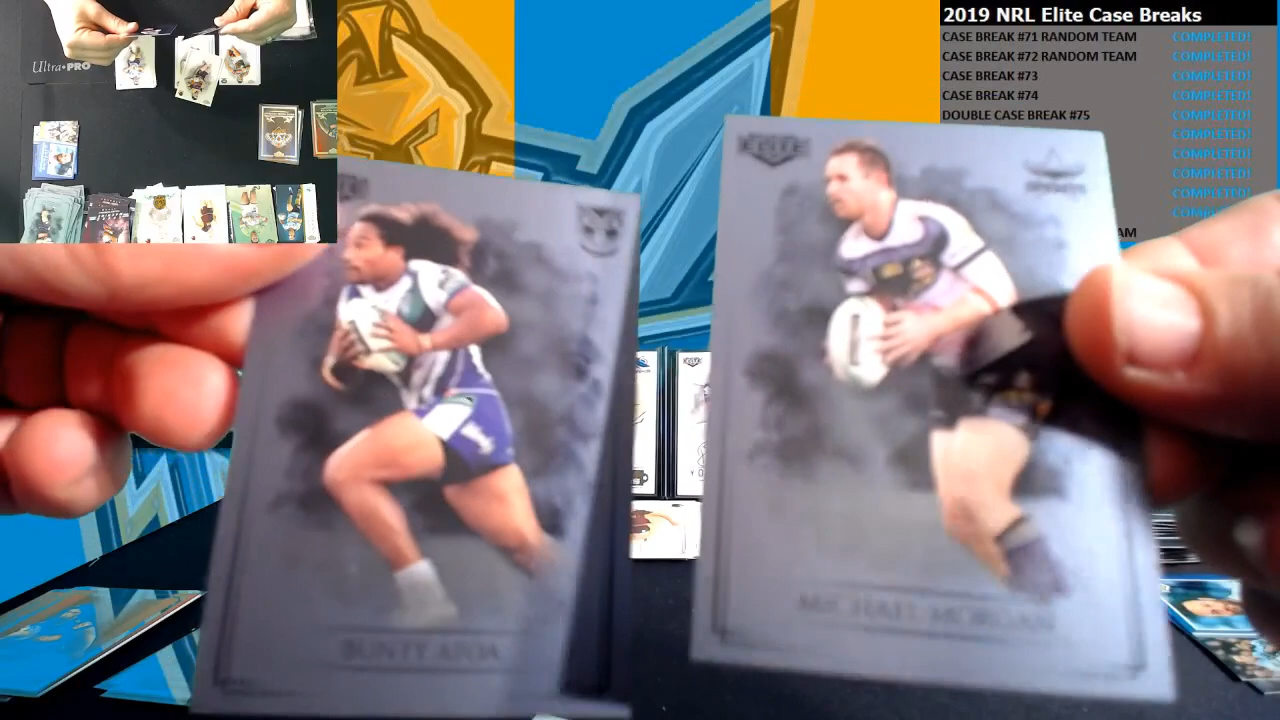 2019 NRL Elite Case Breaks
CASE BREAK #71 RANDOM TEAM COMPLETED!
CASE BREAK #72 RANDOM TEAM COMPLETED!
CASE BREAK #73 COMPLETED!
CASE BREAK #74 COMPLETED!
DOUBLE CASE BREAK #75
COMPLETED!
COMPLETED!
COMPLETED!
COMPLETED!
Ultra PRO
ELITE
BUNTY AFOA
MICHAEL MORGAN